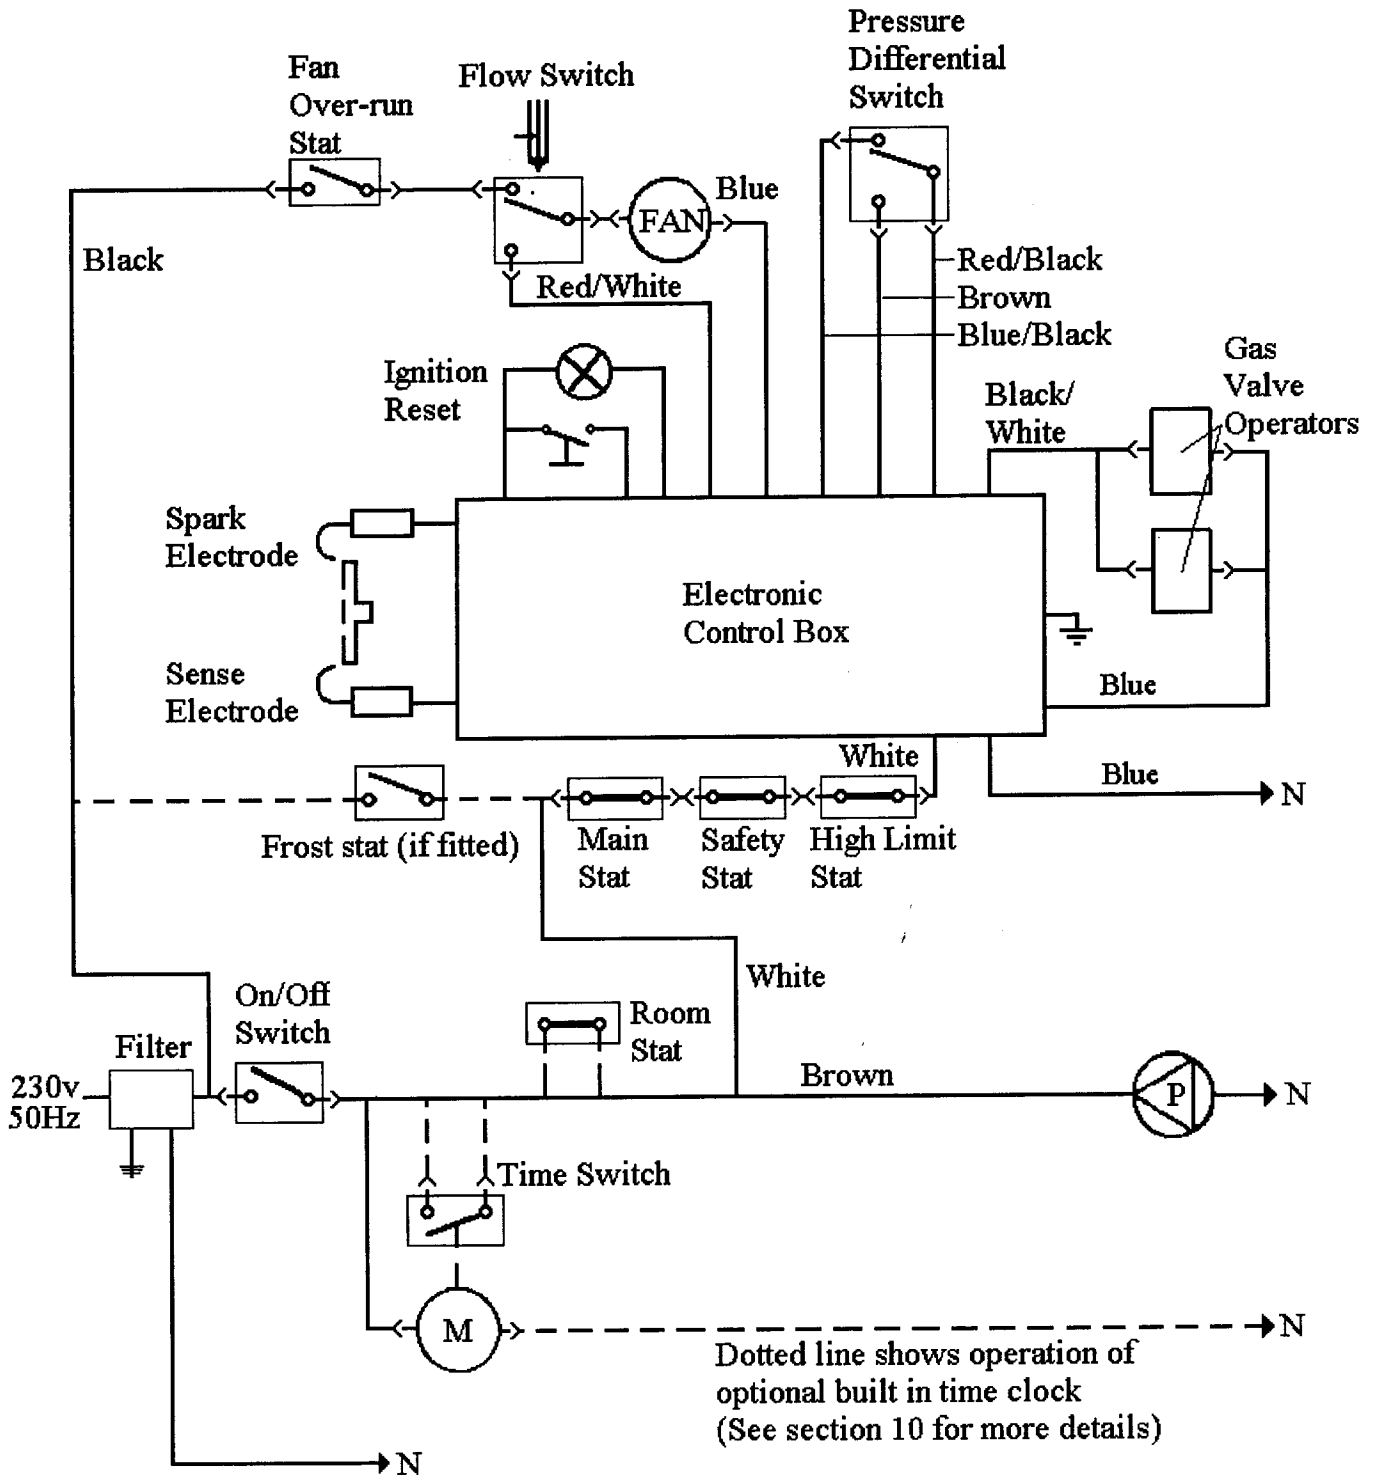 Pressure
Differential
Switch
Fan
Over-run
Stat
Flow Switch
FAN
Blue
Black
Red/White
Red/Black
Brown
Blue/Black
Ignition
Reset
Gas
Valve
Operators
Black/
White
Spark
Electrode
Electronic
Control Box
Sense
Electrode
Blue
White
Blue
N
Frost stat (if fitted)
Main
Stat
Safety
Stat
High Limit
Stat
White
On/Off
Switch
Room
Stat
Filter
230v
50Hz
Brown
P
N
Time Switch
M
N
Dotted line shows operation of
optional built in time clock
(See section 10 for more details)
N